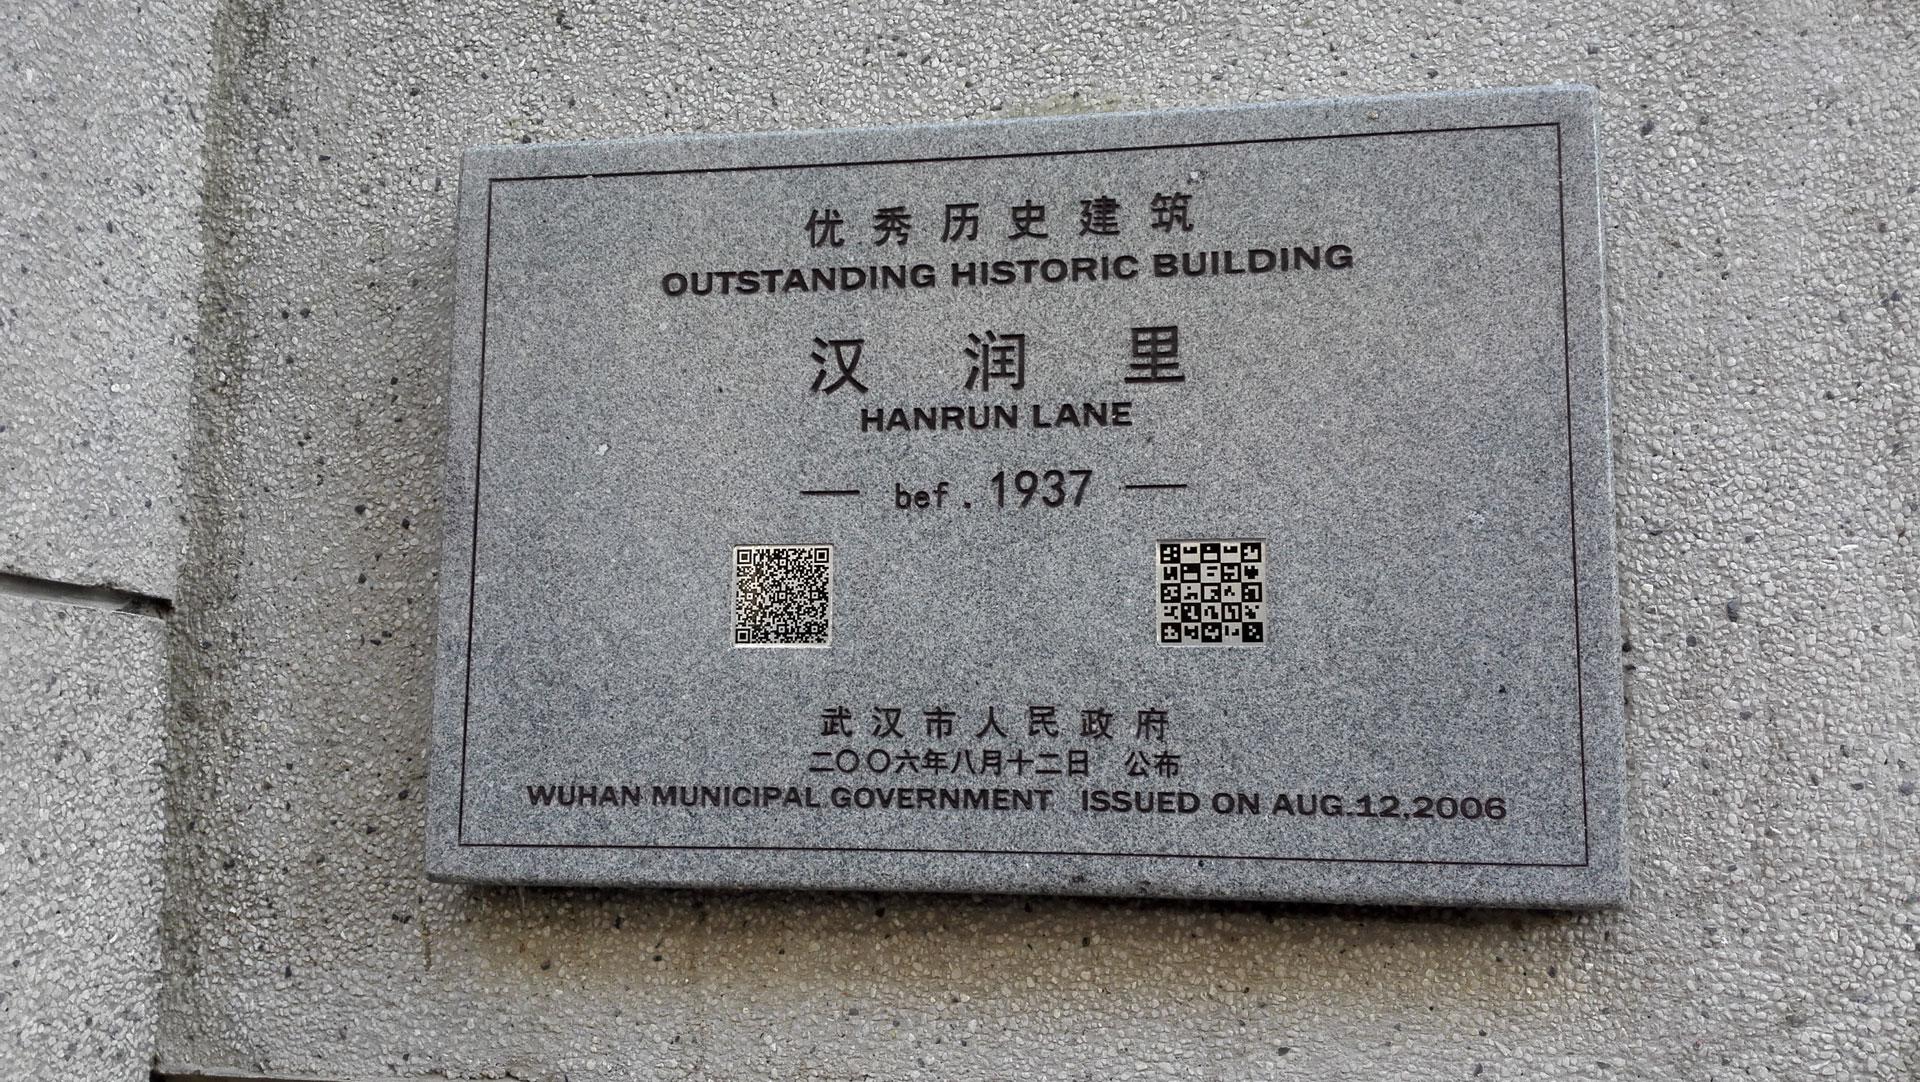 优秀历史建筑
OUTSTANDING HISTORIC BUILDING
汉润里
HANRUN LANE
— bef.1937 —
武汉市人民政府
二〇〇六年八月十二日 公布
WUHAN MUNICIPAL GOVERNMENT ISSUED ON AUG.12,2006